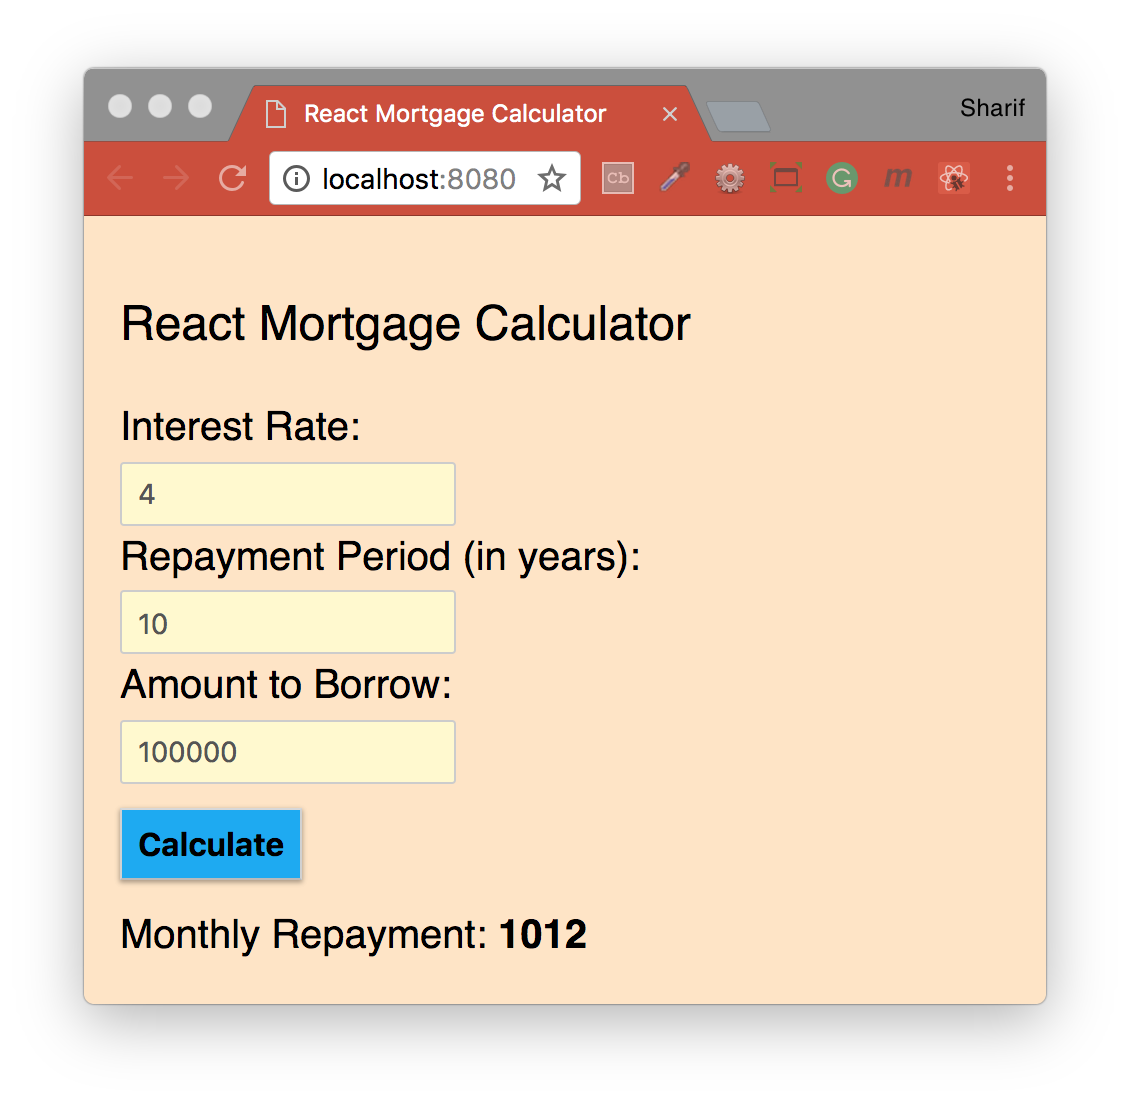 React Mortgage Calculator
Sharif
localhost:8080
Cb
G
m
React Mortgage Calculator
Interest Rate:
4
Repayment Period (in years):
10
Amount to Borrow:
100000
Calculate
Monthly Repayment: 1012